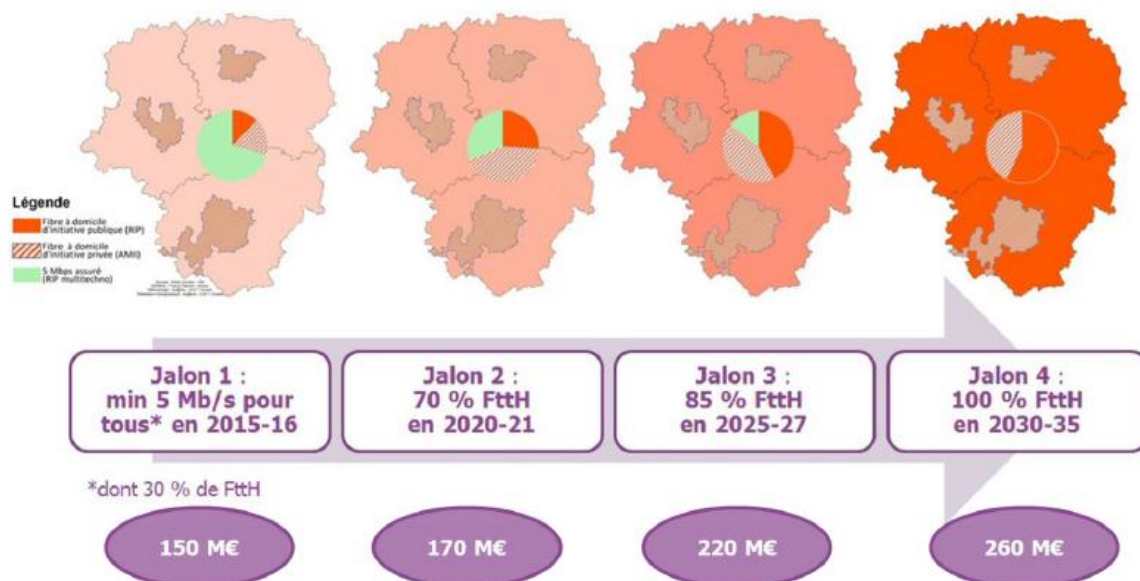 Légende
Fibre à domicile
d'initiative publique (RIP)
Fibre à domicile
d'initiative privée (AMII)
5 Mbps assuré
(RIP multitechno)
Jalon 1 :
min 5 Mb/s pour
tous* en 2015-16
Jalon 2 :
70 % FttH
en 2020-21
Jalon 3 :
85 % FttH
en 2025-27
Jalon 4 :
100 % FttH
en 2030-35
*dont 30 % de FttH
150 M€
170 M€
220 M€
260 M€